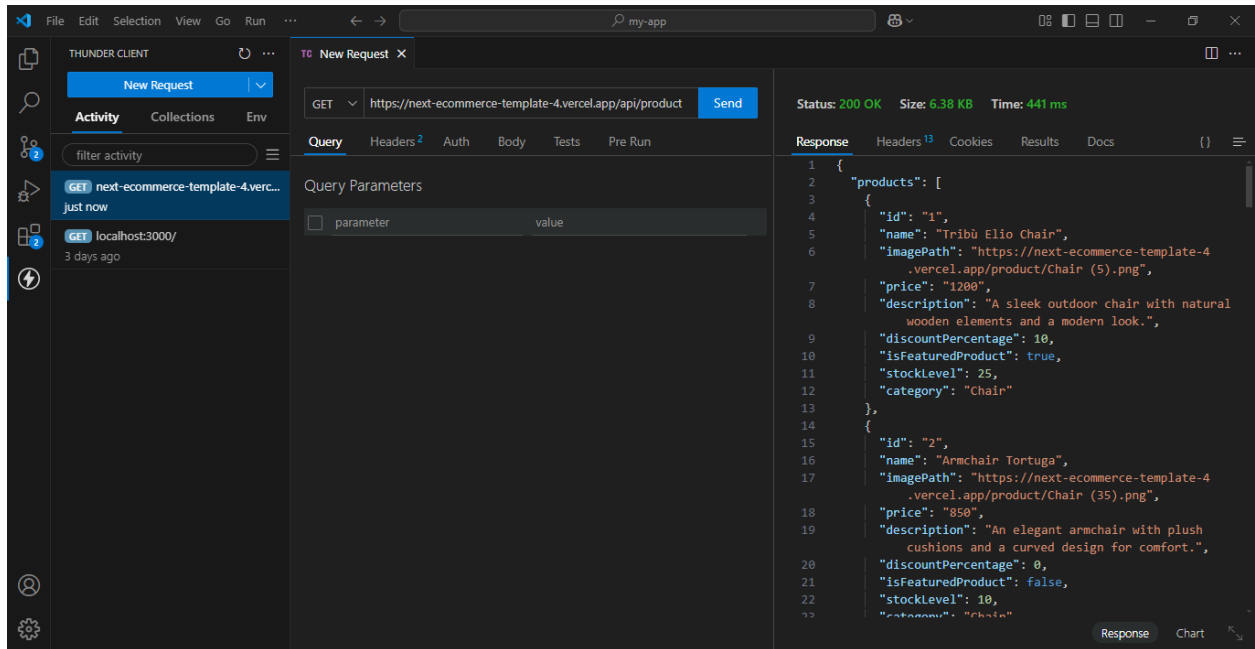 File Edit Selection View Go Run ···
my-app
THUNDER CLIENT
New Request
Activity Collections Env
filter activity
GET next-ecommerce-template-4.verc...
just now
GET localhost:3000/
3 days ago
2
2
TC New Request
GET https://next-ecommerce-template-4.vercel.app/api/product Send
Query Headers 2 Auth Body Tests Pre Run
Query Parameters
parameter value
Status: 200 OK Size: 6.38 KB Time: 441 ms
Response Headers 13 Cookies Results Docs {}
1 {
2 "products": [
3 {
4 "id": "1",
5 "name": "Tribù Elio Chair",
6 "imagePath": "https://next-ecommerce-template-4
.vercel.app/product/Chair (5).png",
7 "price": "1200",
8 "description": "A sleek outdoor chair with natural
wooden elements and a modern look.",
9 "discountPercentage": 10,
10 "isFeaturedProduct": true,
11 "stockLevel": 25,
12 "category": "Chair"
13 },
14 {
15 "id": "2",
16 "name": "Armchair Tortuga",
17 "imagePath": "https://next-ecommerce-template-4
.vercel.app/product/Chair (35).png",
18 "price": "850",
19 "description": "An elegant armchair with plush
cushions and a curved design for comfort.",
20 "discountPercentage": 0,
21 "isFeaturedProduct": false,
22 "stockLevel": 10,
23 "category": "Chair"
Response Chart